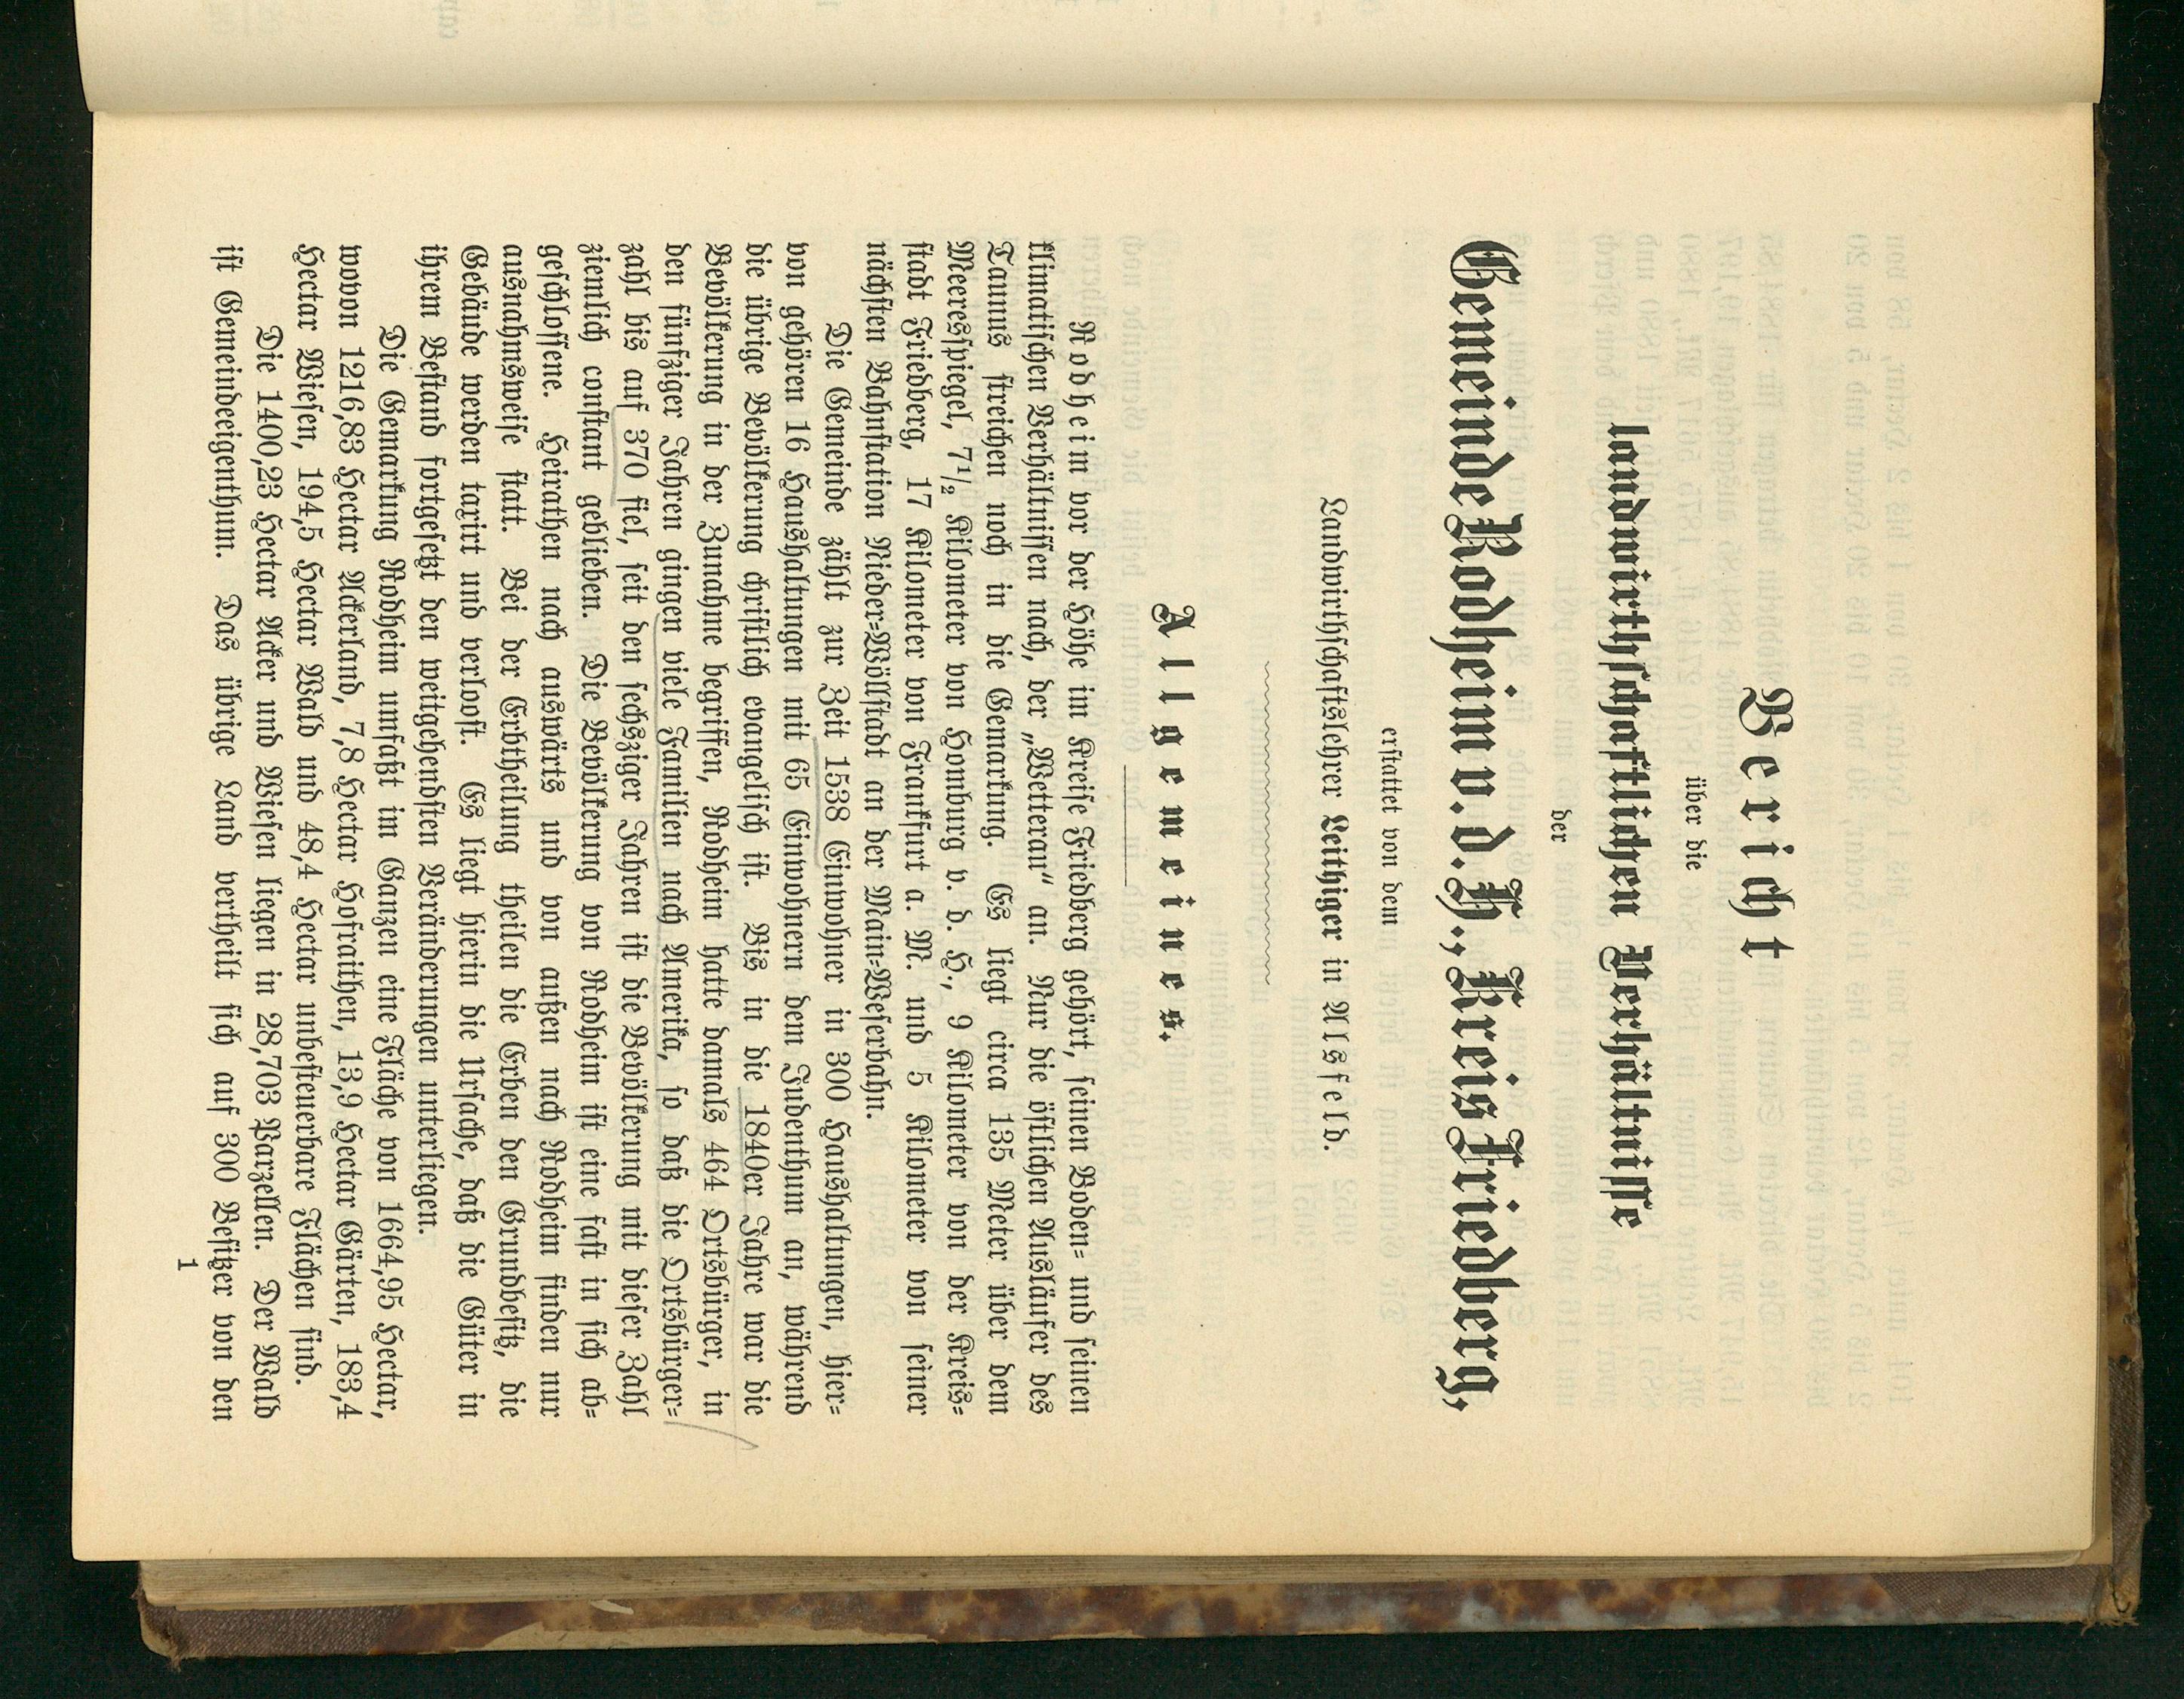 Bericht
über die
landwirthschaftlichen Verhältnisse
der
Gemeinde Rodheim v. d. H., Kreis Friedberg,
erstattet von dem
Landwirthschaftslehrer Leithiger in Alsfeld.
Allgemeines.
Rodheim vor der Höhe im Kreise Friedberg gehört, seinen Boden= und seinen
klimatischen Verhältnissen nach, der „Wetterau“ an. Nur die östlichen Ausläufer des
Taunus streichen noch in die Gemarkung. Es liegt circa 135 Meter über dem
Meeresspiegel, 7½ Kilometer von Homburg v. d. H., 9 Kilometer von der Kreis=
stadt Friedberg, 17 Kilometer von Frankfurt a. M. und 5 Kilometer von seiner
nächsten Bahnstation Nieder=Wöllstadt an der Main=Weserbahn.
Die Gemeinde zählt zur Zeit 1538 Einwohner in 300 Haushaltungen, hier=
von gehören 16 Haushaltungen mit 65 Einwohnern dem Judenthum an, während
die übrige Bevölkerung christlich evangelisch ist. Bis in die 1840er Jahre war die
Bevölkerung in der Zunahme begriffen, Rodheim hatte damals 464 Ortsbürger, in
den fünfziger Jahren gingen viele Familien nach Amerika, so daß die Ortsbürger=
zahl bis auf 370 fiel, seit den sechsziger Jahren ist die Bevölkerung mit dieser Zahl
ziemlich constant geblieben. Die Bevölkerung von Rodheim ist eine fast in sich ab=
geschlossene. Heirathen nach auswärts und von außen nach Rodheim finden nur
ausnahmsweise statt. Bei der Erbtheilung theilen die Erben den Grundbesitz, die
Gebäude werden taxirt und verloost. Es liegt hierin die Ursache, daß die Güter in
ihrem Bestand fortgesetzt den weitgehendsten Veränderungen unterliegen.
Die Gemarkung Rodheim umfaßt im Ganzen eine Fläche von 1664,95 Hectar,
wovon 1216,83 Hectar Ackerland, 7,8 Hectar Hofraithen, 13,9 Hectar Gärten, 183,4
Hectar Wiesen, 194,5 Hectar Wald und 48,4 Hectar unbesteuerbare Flächen sind.
Die 1400,23 Hectar Acker und Wiesen liegen in 28,703 Parzellen. Der Wald
ist Gemeindeeigenthum. Das übrige Land vertheilt sich auf 300 Besitzer von den
1